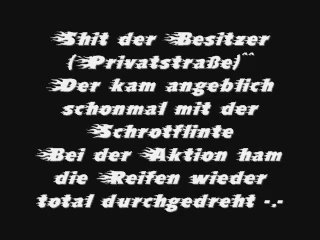 Shit der Besitzer
(Privatstraße)^^
Der kam angeblich
schonmal mit der
Schrotflinte
Bei der Aktion ham
die Reifen wieder
total durchgedreht -.-